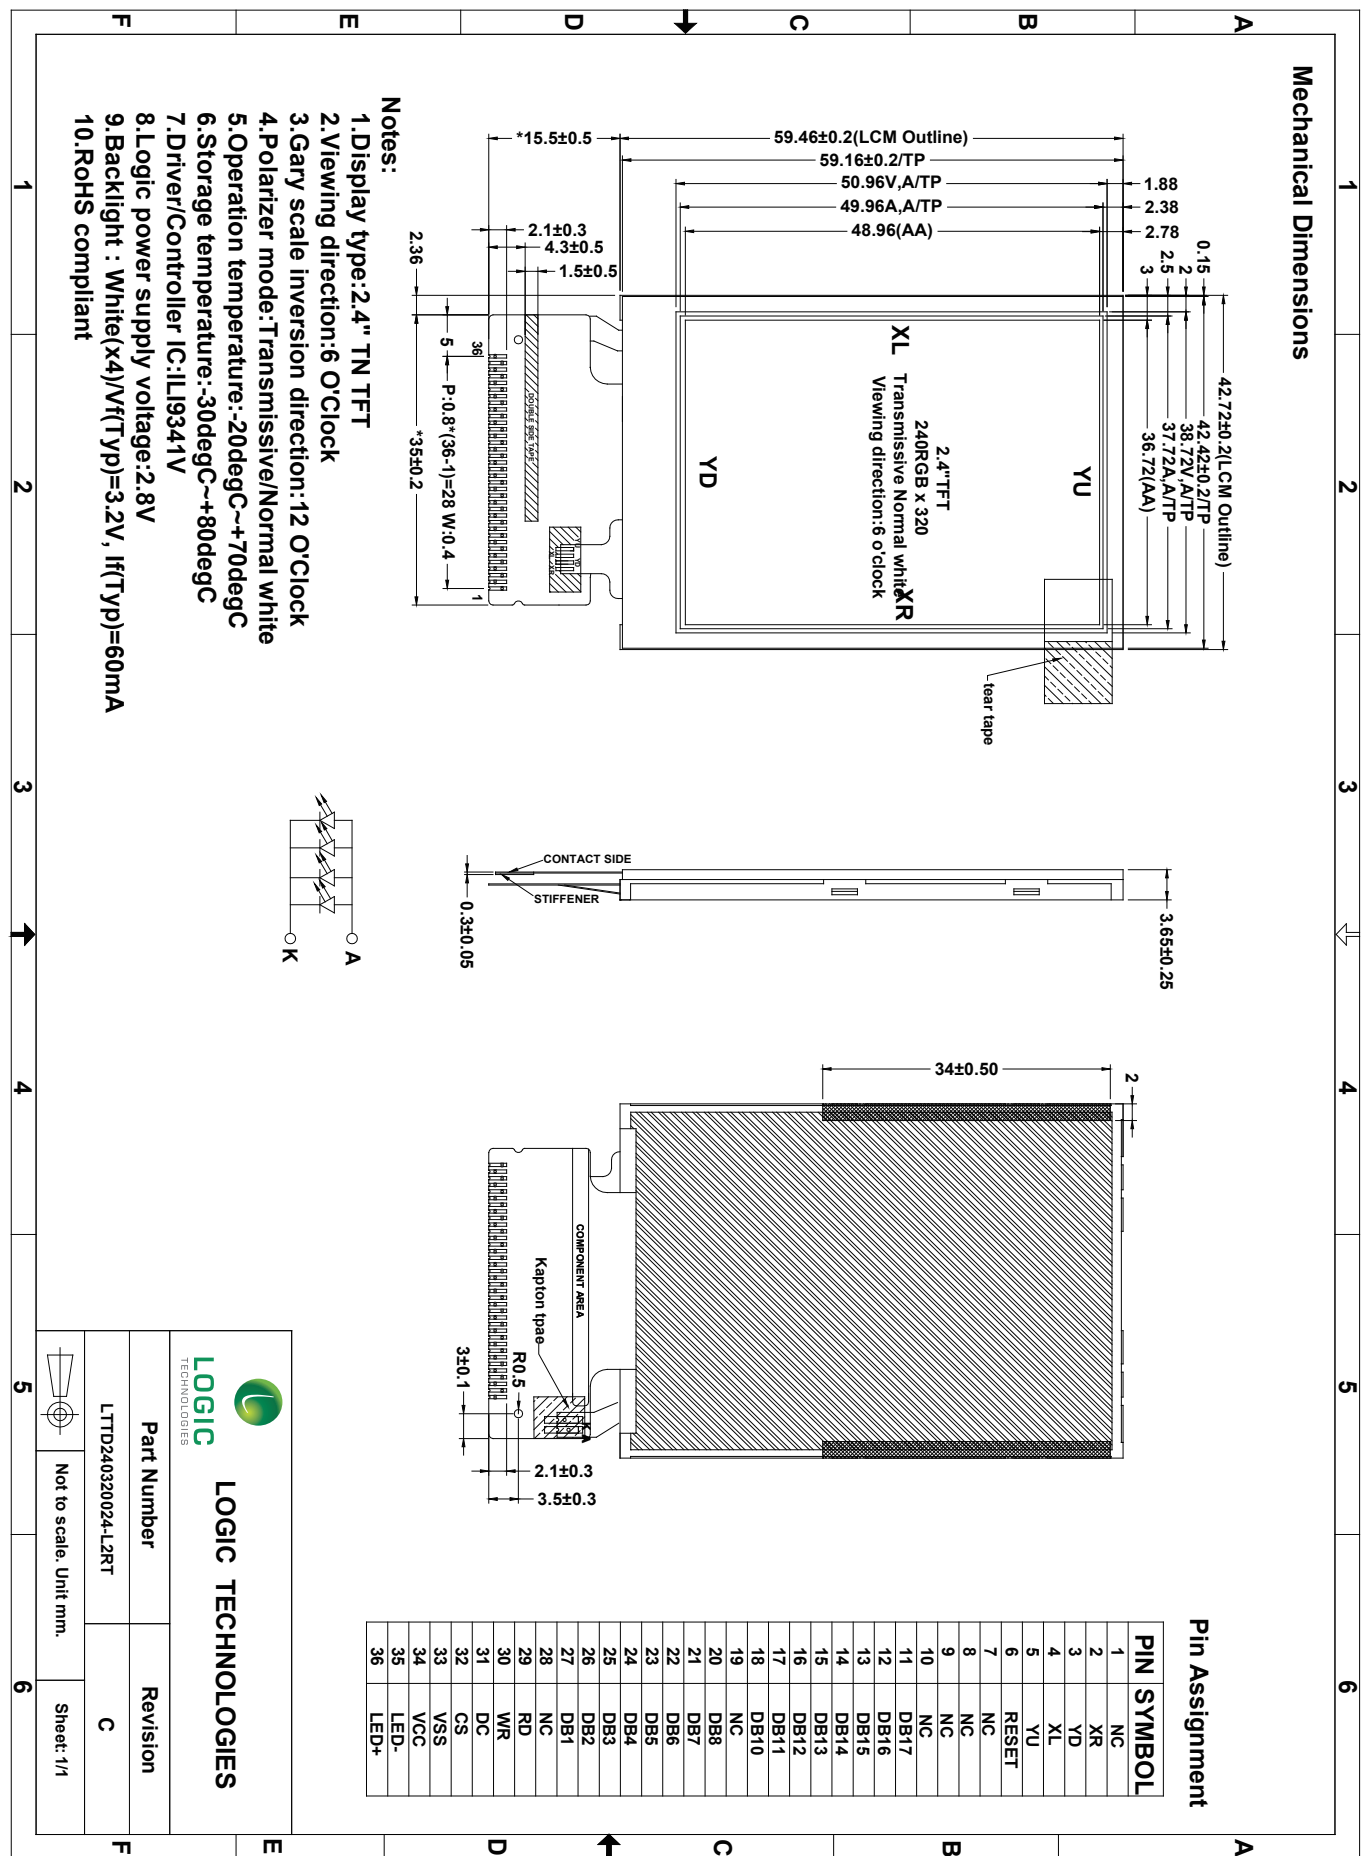 Mechanical Dimensions
1
2
3
4
5
6
A
B
C
D
E
F
42.72±0.2(LCM Outline)
42.42±0.2/TP
38.72V,A/TP
37.72A,A/TP
36.72(AA)
0.15
2
2.5
3
59.46±0.2(LCM Outline)
59.16±0.2/TP
50.96V,A/TP
49.96A,A/TP
48.96(AA)
1.88
2.38
2.78
*15.5±0.5
2.1±0.3
4.3±0.5
1.5±0.5
YU
XL
XR
YD
2.4"TFT
240RGB x 320
Transmissive Normal white
Viewing direction:6 o'clock
tear tape
DOUBLE SIDE TAPE
YU YD
XL XR
36
1
5
P:0.8*(36-1)=28 W:0.4
2.36
*35±0.2
3.65±0.25
CONTACT SIDE
STIFFENER
0.3±0.05
A
K
34±0.50
2
COMPONENT AREA
Kapton tpae
R0.5
3±0.1
K
A
2.1±0.3
3.5±0.3
Notes:
1.Display type:2.4" TN TFT
2.Viewing direction:6 O'Clock
3.Gary scale inversion direction:12 O'Clock
4.Polarizer mode:Transmissive/Normal white
5.Operation temperature:-20degC~+70degC
6.Storage temperature:-30degC~+80degC
7.Driver/Controller IC:ILI9341V
8.Logic power supply voltage:2.8V
9.Backlight : White(x4)/Vf(Typ)=3.2V, If(Typ)=60mA
10.RoHS compliant
Pin Assignment
PIN SYMBOL
1 NC
2 XR
3 YD
4 XL
5 YU
6 RESET
7 NC
8 NC
9 NC
10 NC
11 DB17
12 DB16
13 DB15
14 DB14
15 DB13
16 DB12
17 DB11
18 DB10
19 NC
20 DB8
21 DB7
22 DB6
23 DB5
24 DB4
25 DB3
26 DB2
27 DB1
28 NC
29 RD
30 WR
31 DC
32 CS
33 VSS
34 VCC
35 LED-
36 LED+
LOGIC
TECHNOLOGIES
LOGIC TECHNOLOGIES
Part Number Revision
LTTD240320024-L2RT C
Not to scale. Unit mm. Sheet: 1/1
A
B
C
D
E
F
1
2
3
4
5
6